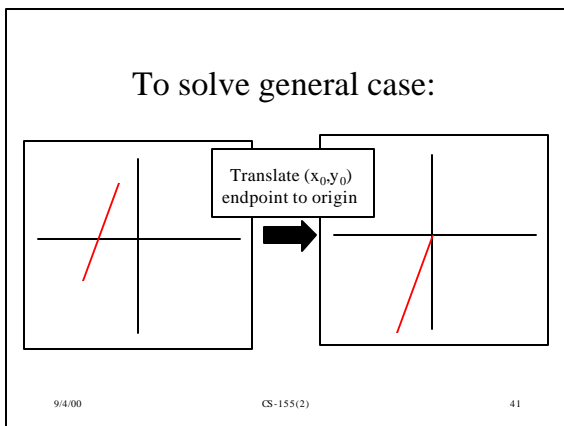 To solve general case:
Translate (x₀,y₀)
endpoint to origin
9/4/00 CS-155(2) 41